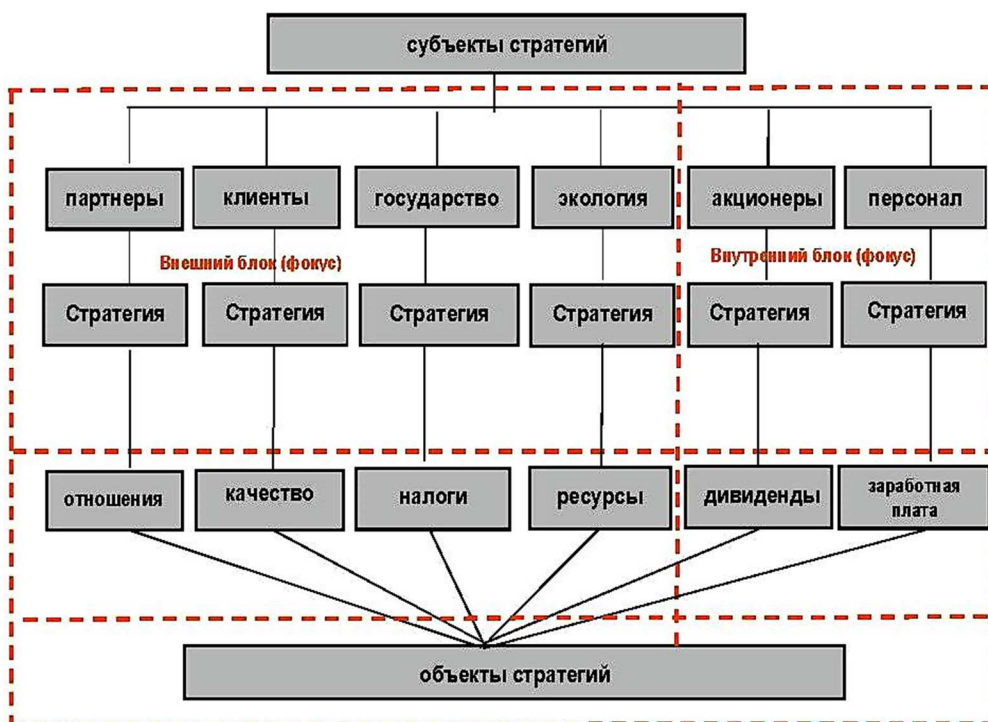 субъекты стратегий
партнеры
клиенты
государство
экология
акционеры
персонал
Внешний блок (фокус)
Внутренний блок (фокус)
Стратегия
Стратегия
Стратегия
Стратегия
Стратегия
Стратегия
отношения
качество
налоги
ресурсы
дивиденды
заработная
плата
объекты стратегий